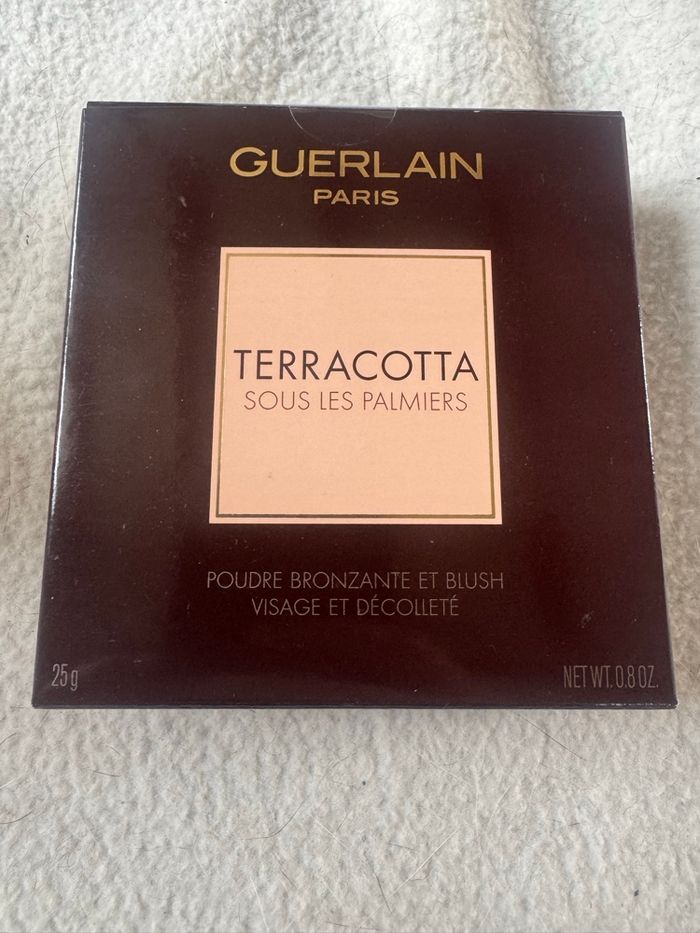 GUERLAIN
PARIS
TERRACOTTA
SOUS LES PALMIERS
POUDRE BRONZANTE ET BLUSH
VISAGE ET DÉCOLLETÉ
25g
NET WT. 0.8 OZ.